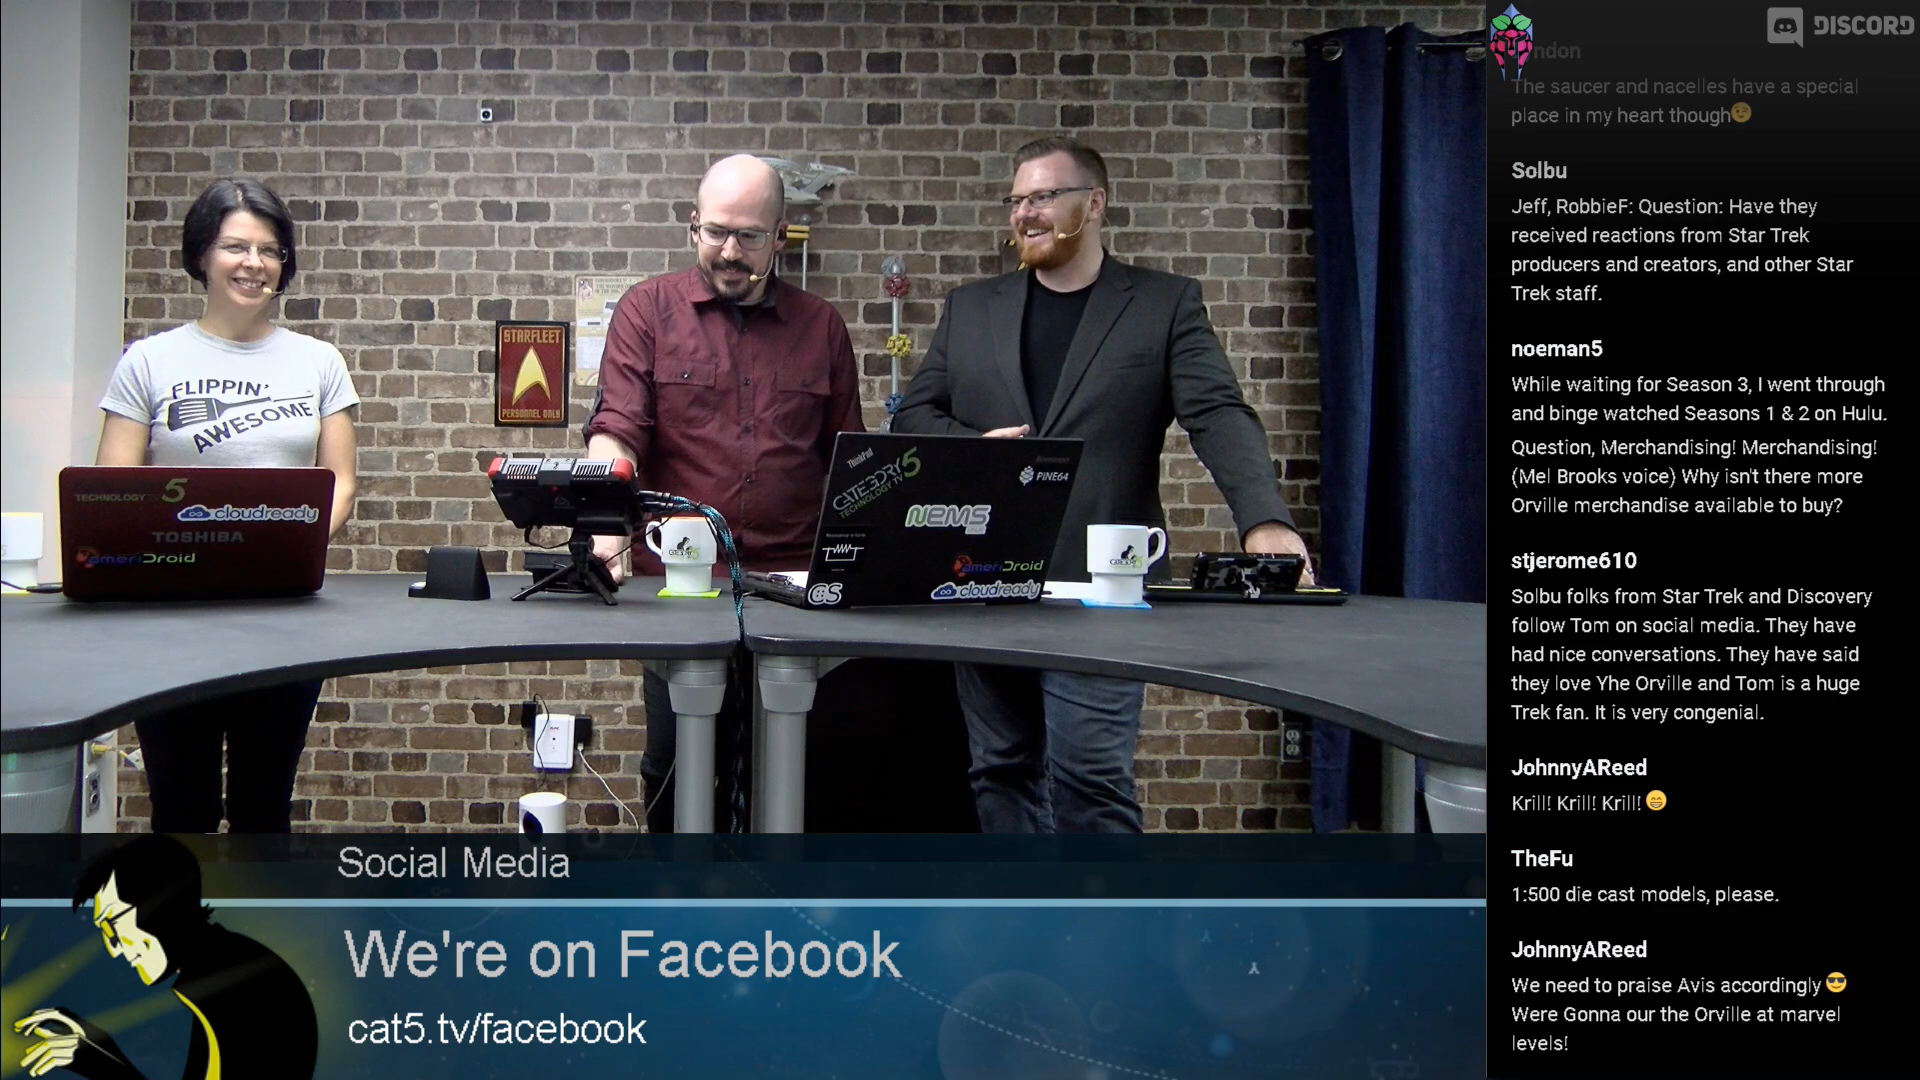 FLIPPIN'
AWESOME
STARFLEET
PERSONNEL ONLY
TECHNOLOGY TV 5
cloudready
TOSHIBA
ameriDroid
ThinkPad
CATEGORY 5
TECHNOLOGY TV
PINE64
NEMS
ameriDroid
cloudready
Social Media
We're on Facebook
cat5.tv/facebook
DISCORD
The saucer and nacelles have a special
place in my heart though
Solbu
Jeff, RobbieF: Question: Have they
received reactions from Star Trek
producers and creators, and other Star
Trek staff.
noeman5
While waiting for Season 3, I went through
and binge watched Seasons 1 & 2 on Hulu.
Question, Merchandising! Merchandising!
(Mel Brooks voice) Why isn't there more
Orville merchandise available to buy?
stjerome610
Solbu folks from Star Trek and Discovery
follow Tom on social media. They have
had nice conversations. They have said
they love Yhe Orville and Tom is a huge
Trek fan. It is very congenial.
JohnnyAReed
Krill! Krill! Krill! 😁
TheFu
1:500 die cast models, please.
JohnnyAReed
We need to praise Avis accordingly 😎
Were Gonna our the Orville at marvel
levels!